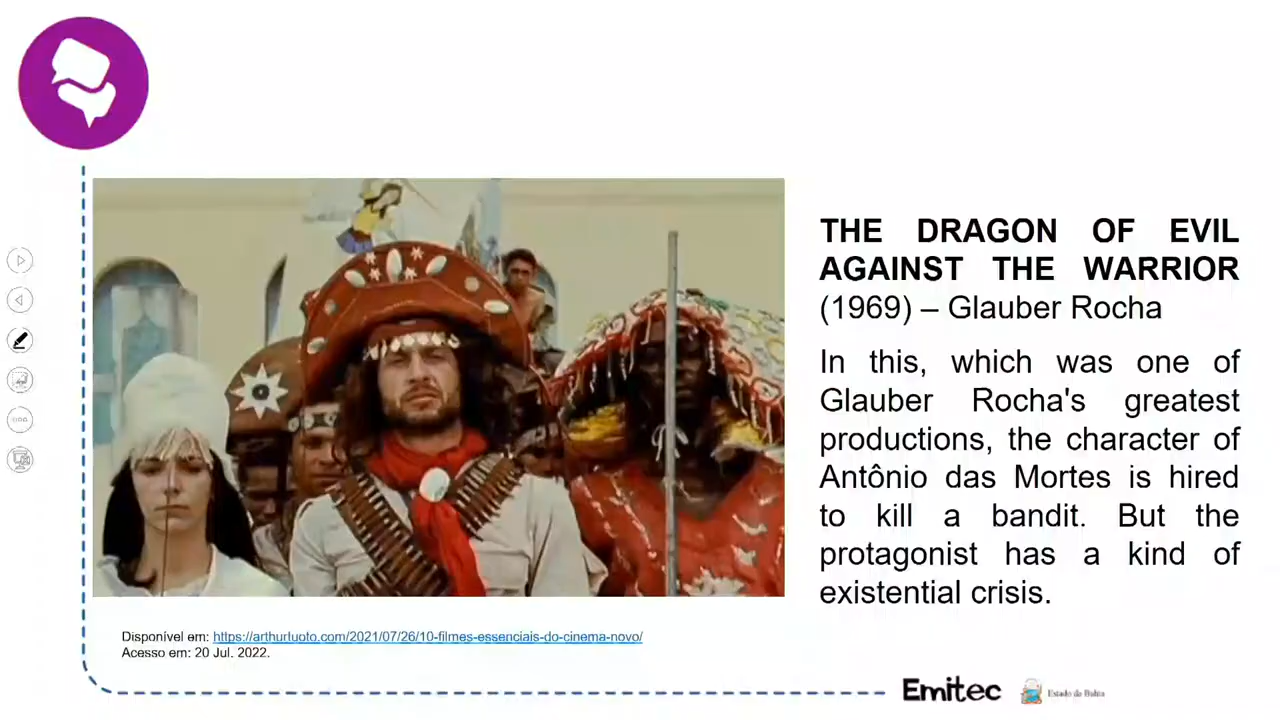 THE DRAGON OF EVIL
AGAINST THE WARRIOR
(1969) – Glauber Rocha
In this, which was one of
Glauber Rocha's greatest
productions, the character of
Antônio das Mortes is hired
to kill a bandit. But the
protagonist has a kind of
existential crisis.
Disponível em: https://arthurtuoto.com/2021/07/26/10-filmes-essenciais-do-cinema-novo/
Acesso em: 20 Jul. 2022.
Emitec
Estado da Bahia